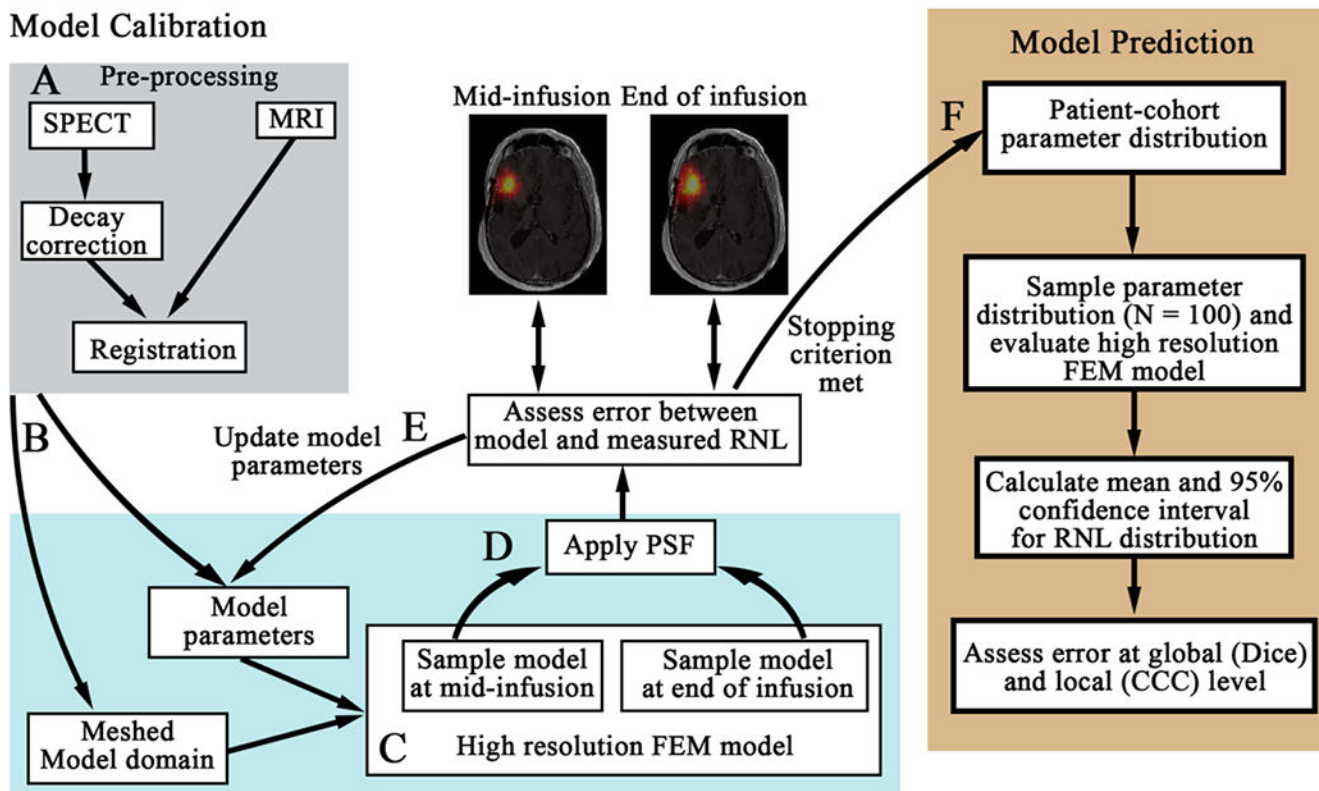 Model Calibration
A
Pre-processing
SPECT
MRI
Decay
correction
Registration
B
Mid-infusion
End of infusion
Stopping
criterion
met
Assess error between
model and measured RNL
E
Update model
parameters
D
Apply PSF
Model
parameters
Meshed
Model domain
Sample model
at mid-infusion
Sample model
at end of infusion
C
High resolution FEM model
Model Prediction
F
Patient-cohort
parameter distribution
Sample parameter
distribution (N = 100) and
evaluate high resolution
FEM model
Calculate mean and 95%
confidence interval
for RNL distribution
Assess error at global (Dice)
and local (CCC) level